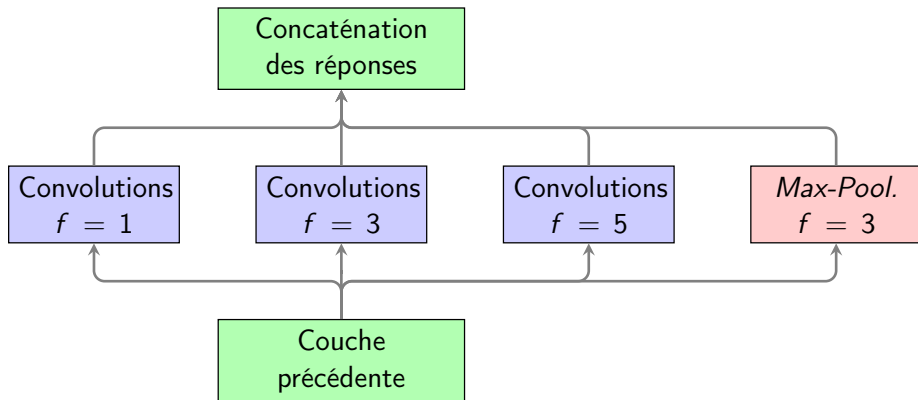 Concaténation
des réponses
Convolutions
f = 1
Convolutions
f = 3
Convolutions
f = 5
Max-Pool.
f = 3
Couche
précédente